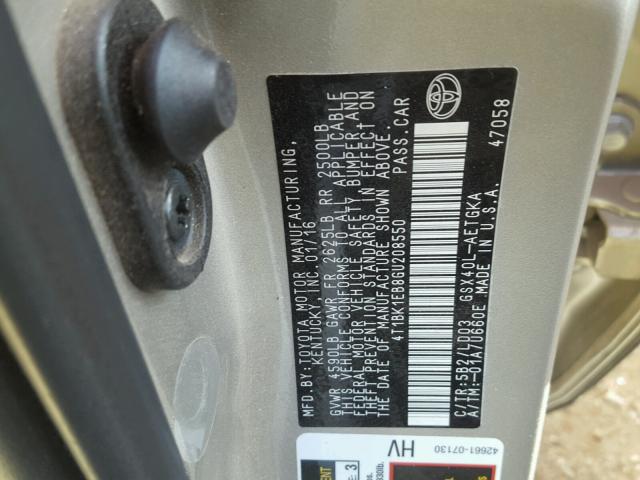 MFD.BY:TOYOTA MOTOR MANUFACTURING,
KENTUCKY, INC. 01/16
GVWR 4590LB GAWR FR 2625LB RR 2500LB
THIS VEHICLE CONFORMS TO ALL APPLICABLE
FEDERAL MOTOR VEHICLE SAFETY, BUMPER, AND
THEFT PREVENTION STANDARDS IN EFFECT ON
THE DATE OF MANUFACTURE SHOWN ABOVE.
4T1BK1EB8GU208550 PASS.CAR
C/TR:5B2/LD03 GSX40L-AETGKA
A/TM:-01A/U660E MADE IN U.S.A.
47058
42661-07130
HV
3